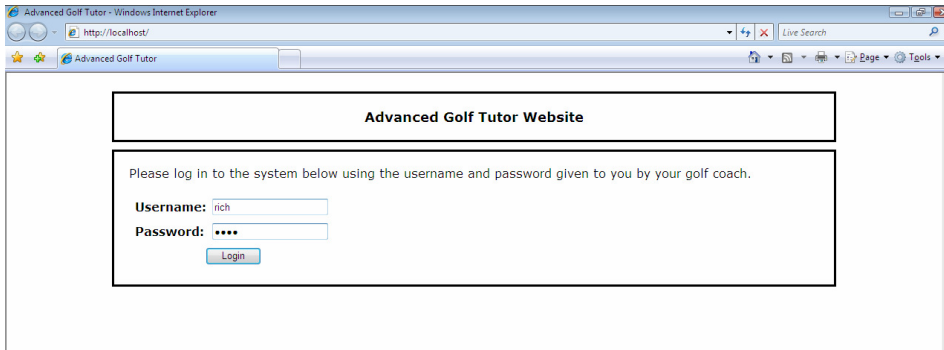 Advanced Golf Tutor - Windows Internet Explorer
http://localhost/
Live Search
Advanced Golf Tutor
Page
Tools
Advanced Golf Tutor Website
Please log in to the system below using the username and password given to you by your golf coach.
Username: rich
Password: ••••
Login